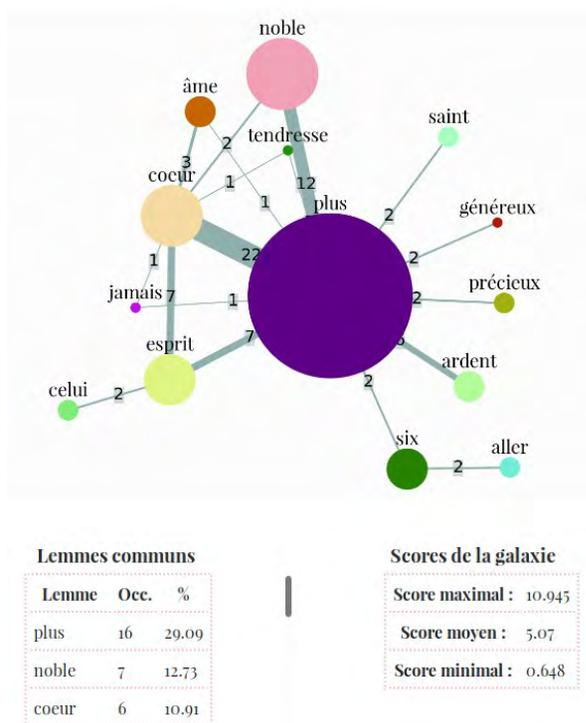 noble
âme
saint
2
tendresse
3
coeur
1
12
1
plus
2
généreux
22
2
1
précieux
jamais
7
1
2
esprit
7
ardent
celui
2
2
six
aller
2
Lemmes communs
Lemme Occ. %
plus 16 29.09
noble 7 12.73
coeur 6 10.91
Scores de la galaxie
Score maximal : 10.945
Score moyen : 5.07
Score minimal : 0.648